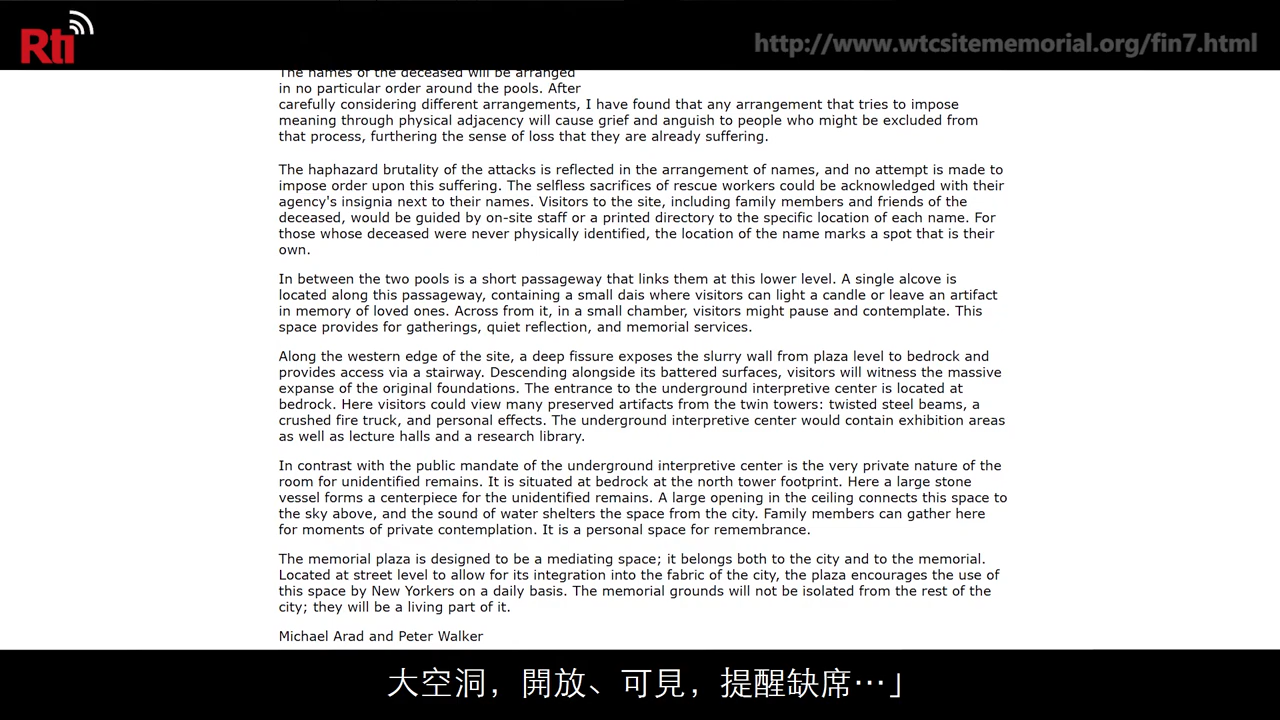 Rti
http://www.wtcsitememorial.org/fin7.html
The names of the deceased will be arranged
in no particular order around the pools. After
carefully considering different arrangements, I have found that any arrangement that tries to impose
meaning through physical adjacency will cause grief and anguish to people who might be excluded from
that process, furthering the sense of loss that they are already suffering.
The haphazard brutality of the attacks is reflected in the arrangement of names, and no attempt is made to
impose order upon this suffering. The selfless sacrifices of rescue workers could be acknowledged with their
agency's insignia next to their names. Visitors to the site, including family members and friends of the
deceased, would be guided by on-site staff or a printed directory to the specific location of each name. For
those whose deceased were never physically identified, the location of the name marks a spot that is their
own.
In between the two pools is a short passageway that links them at this lower level. A single alcove is
located along this passageway, containing a small dais where visitors can light a candle or leave an artifact
in memory of loved ones. Across from it, in a small chamber, visitors might pause and contemplate. This
space provides for gatherings, quiet reflection, and memorial services.
Along the western edge of the site, a deep fissure exposes the slurry wall from plaza level to bedrock and
provides access via a stairway. Descending alongside its battered surfaces, visitors will witness the massive
expanse of the original foundations. The entrance to the underground interpretive center is located at
bedrock. Here visitors could view many preserved artifacts from the twin towers: twisted steel beams, a
crushed fire truck, and personal effects. The underground interpretive center would contain exhibition areas
as well as lecture halls and a research library.
In contrast with the public mandate of the underground interpretive center is the very private nature of the
room for unidentified remains. It is situated at bedrock at the north tower footprint. Here a large stone
vessel forms a centerpiece for the unidentified remains. A large opening in the ceiling connects this space to
the sky above, and the sound of water shelters the space from the city. Family members can gather here
for moments of private contemplation. It is a personal space for remembrance.
The memorial plaza is designed to be a mediating space; it belongs both to the city and to the memorial.
Located at street level to allow for its integration into the fabric of the city, the plaza encourages the use of
this space by New Yorkers on a daily basis. The memorial grounds will not be isolated from the rest of the
city; they will be a living part of it.
Michael Arad and Peter Walker
大空洞，開放、可見，提醒缺席…」